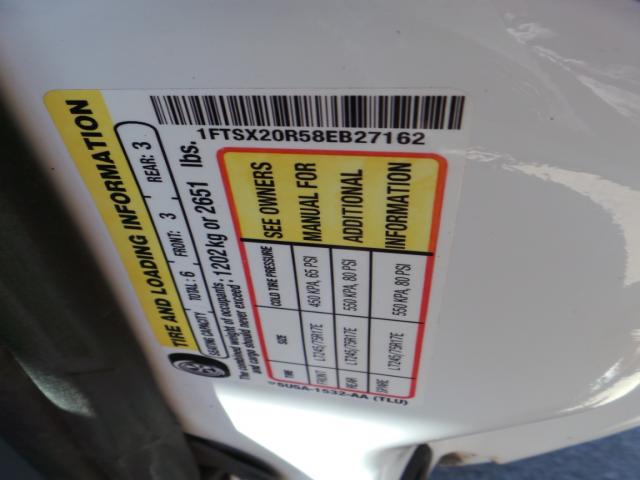 TIRE AND LOADING INFORMATION
SEATING CAPACITY TOTAL: 6 FRONT: 3 REAR: 3
The combined weight of occupants and cargo should never exceed 1202 kg or 2651 lbs.
TIRE SIZE COLD TIRE PRESSURE SEE OWNERS
FRONT LT245/75R17E 450 KPA, 65 PSI MANUAL FOR
REAR LT245/75R17E 550 KPA, 80 PSI ADDITIONAL
SPARE LT245/75R17E 550 KPA, 80 PSI INFORMATION
1FTSX20R58EB27162
5U5A-1532-AA (TLU)